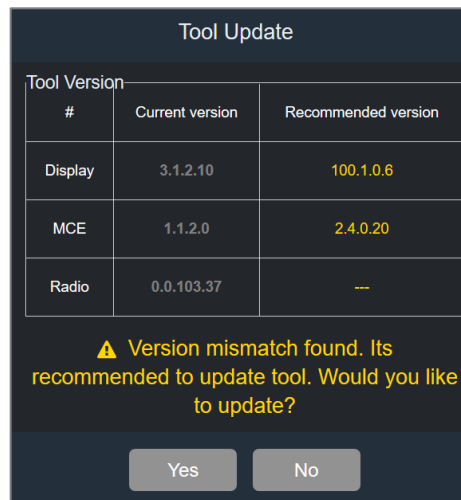 Tool Update
Tool Version
# Current version Recommended version
Display 3.1.2.10 100.1.0.6
MCE 1.1.2.0 2.4.0.20
Radio 0.0.103.37 ---
Version mismatch found. Its
recommended to update tool. Would you like
to update?
Yes No